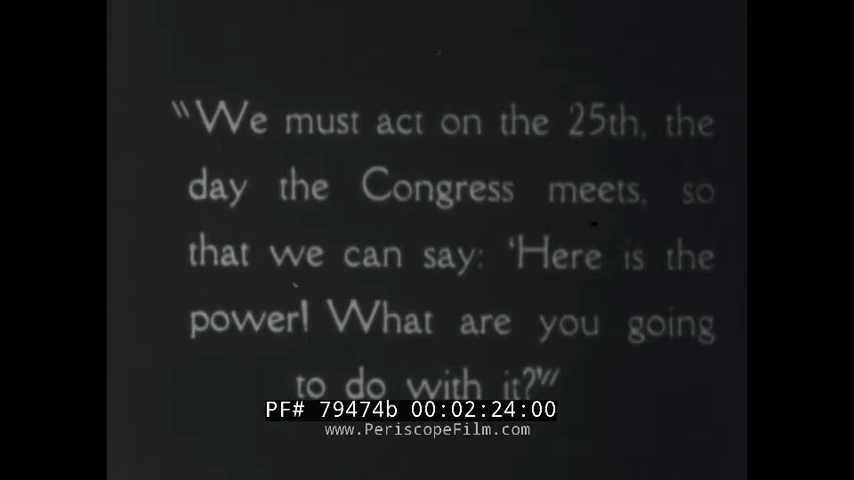 "We must act on the 25th, the
day the Congress meets, so
that we can say: 'Here is the
power! What are you going
to do with it?'"
PF# 79474b 00:02:24:00
www.PeriscopeFilm.com